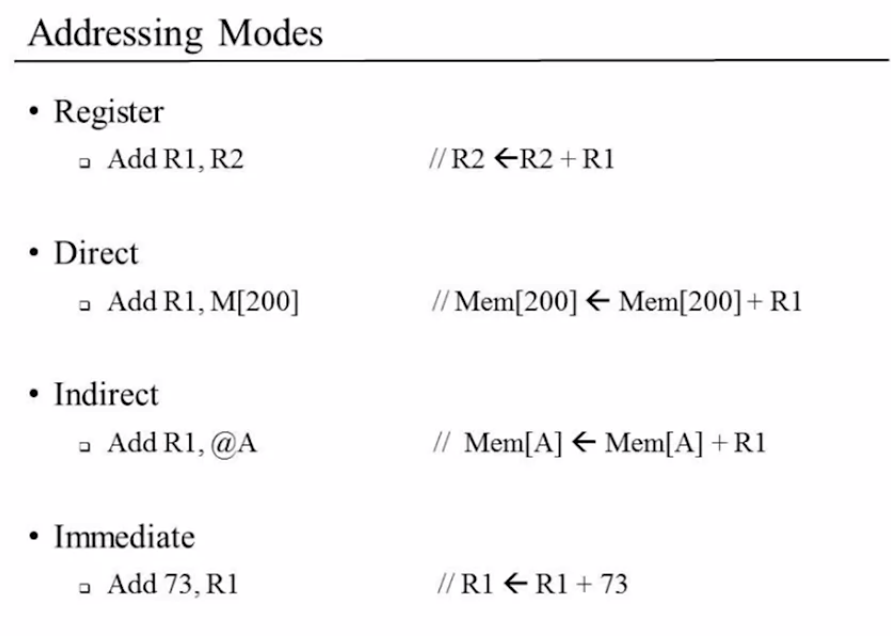 Addressing Modes
• Register
❑ Add R1, R2 // R2 ←R2 + R1
• Direct
❑ Add R1, M[200] // Mem[200] ← Mem[200] + R1
• Indirect
❑ Add R1, @A // Mem[A] ← Mem[A] + R1
• Immediate
❑ Add 73, R1 // R1 ← R1 + 73